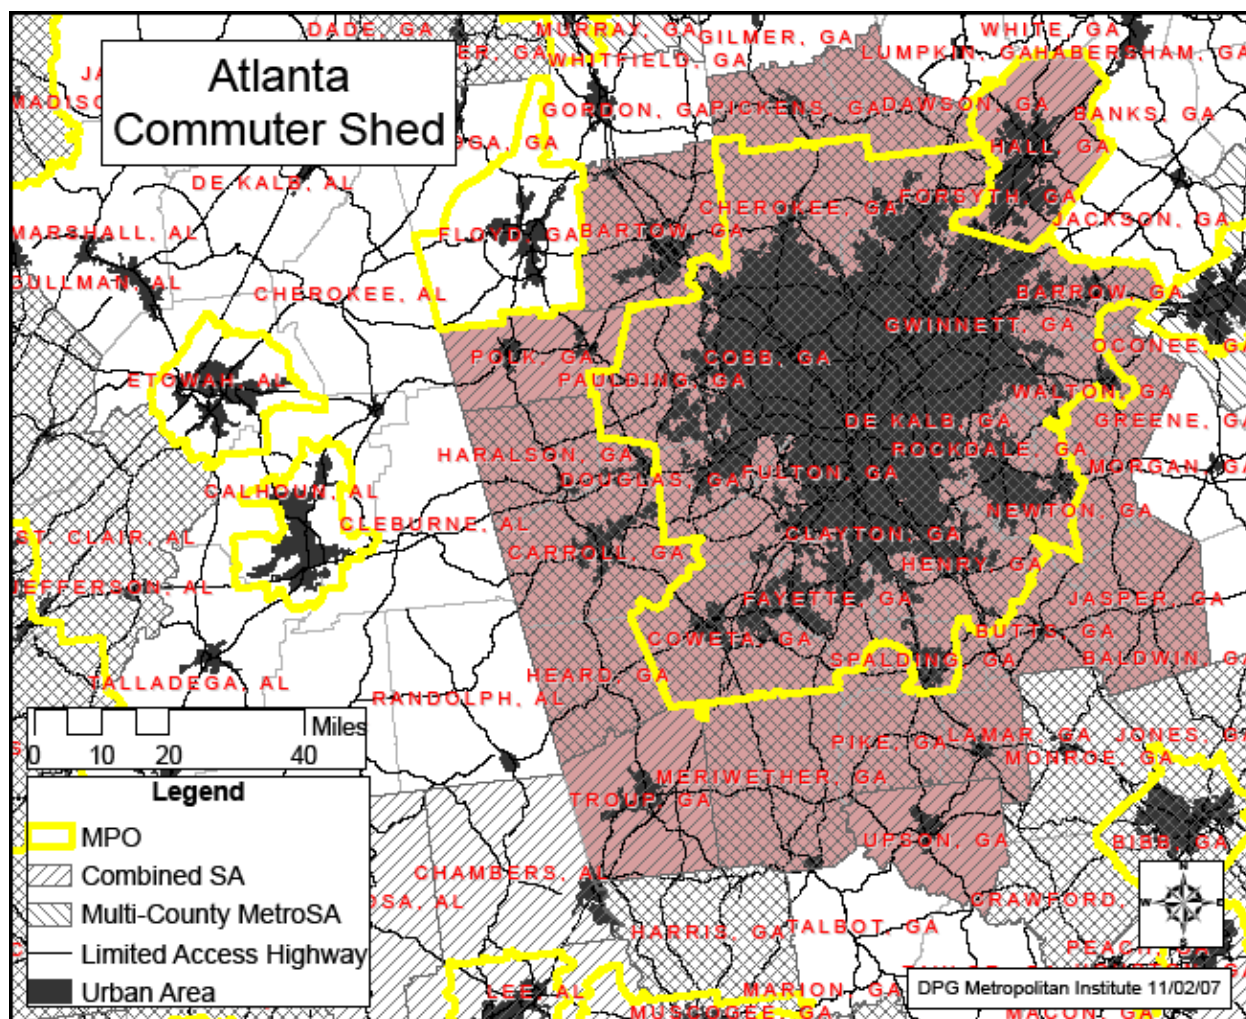 Atlanta
Commuter Shed
DADE, GA
MURRAY, GA
GILMER, GA
WHITE, GA
ER, GA
WHITFIELD, GA
LUMPKIN, GA
HABERSHAM, GA
JA
MADISO
GORDON, GA
PICKENS, GA
DAWSON, GA
BANKS, GA
OGA, GA
HALL, GA
DE KALB, AL
CHEROKEE, GA
FORSYTH, GA
JACKSON, GA
MARSHALL, AL
FLOYD, GA
BARTOW, GA
CULLMAN, AL
CHEROKEE, AL
BARROW, GA
GWINNETT, GA
OCONEE, GA
POLK, GA
COBB, GA
ETOWAH, AL
PAULDING, GA
WALTON, GA
DE KALB, GA
GREENE, GA
HARALSON, GA
ROCKDALE, GA
MORGAN, GA
DOUGLAS, GA
FULTON, GA
CALHOUN, AL
NEWTON, GA
CLEBURNE, AL
ST. CLAIR, AL
CARROLL, GA
CLAYTON, GA
HENRY, GA
JEFFERSON, AL
FAYETTE, GA
JASPER, GA
COWETA, GA
BUTTS, GA
SPALDING, GA
BALDWIN, GA
TALLADEGA, AL
HEARD, GA
RANDOLPH, AL
PIKE, GA
LAMAR, GA
JONES, GA
MONROE, GA
MERIWETHER, GA
TROUP, GA
UPSON, GA
BIBB, GA
CHAMBERS, AL
OSA, AL
CRAWFORD,
HARRIS, GA
TALBOT, GA
PEACH,
LEE, AL
MARION, GA
MUSCOGEE, GA
MACON, GA
Miles
0 10 20 40
Legend
MPO
Combined SA
Multi-County MetroSA
Limited Access Highway
Urban Area
N
W E
S
DPG Metropolitan Institute 11/02/07